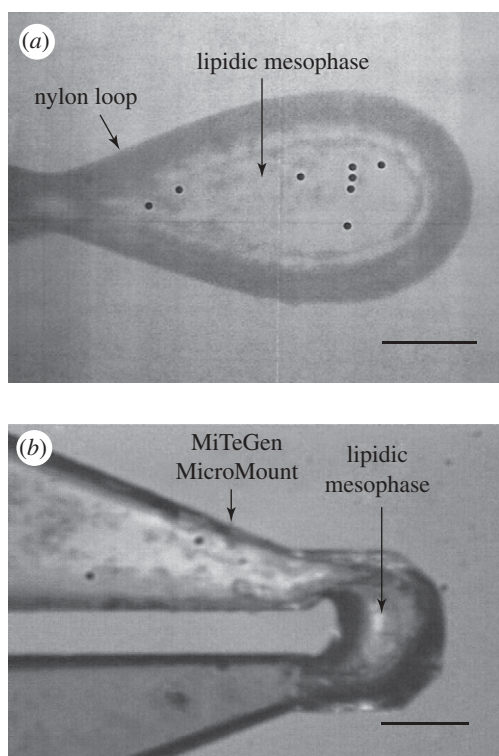 (a)
lipidic mesophase
nylon loop
(b)
MiTeGen
MicroMount
lipidic
mesophase